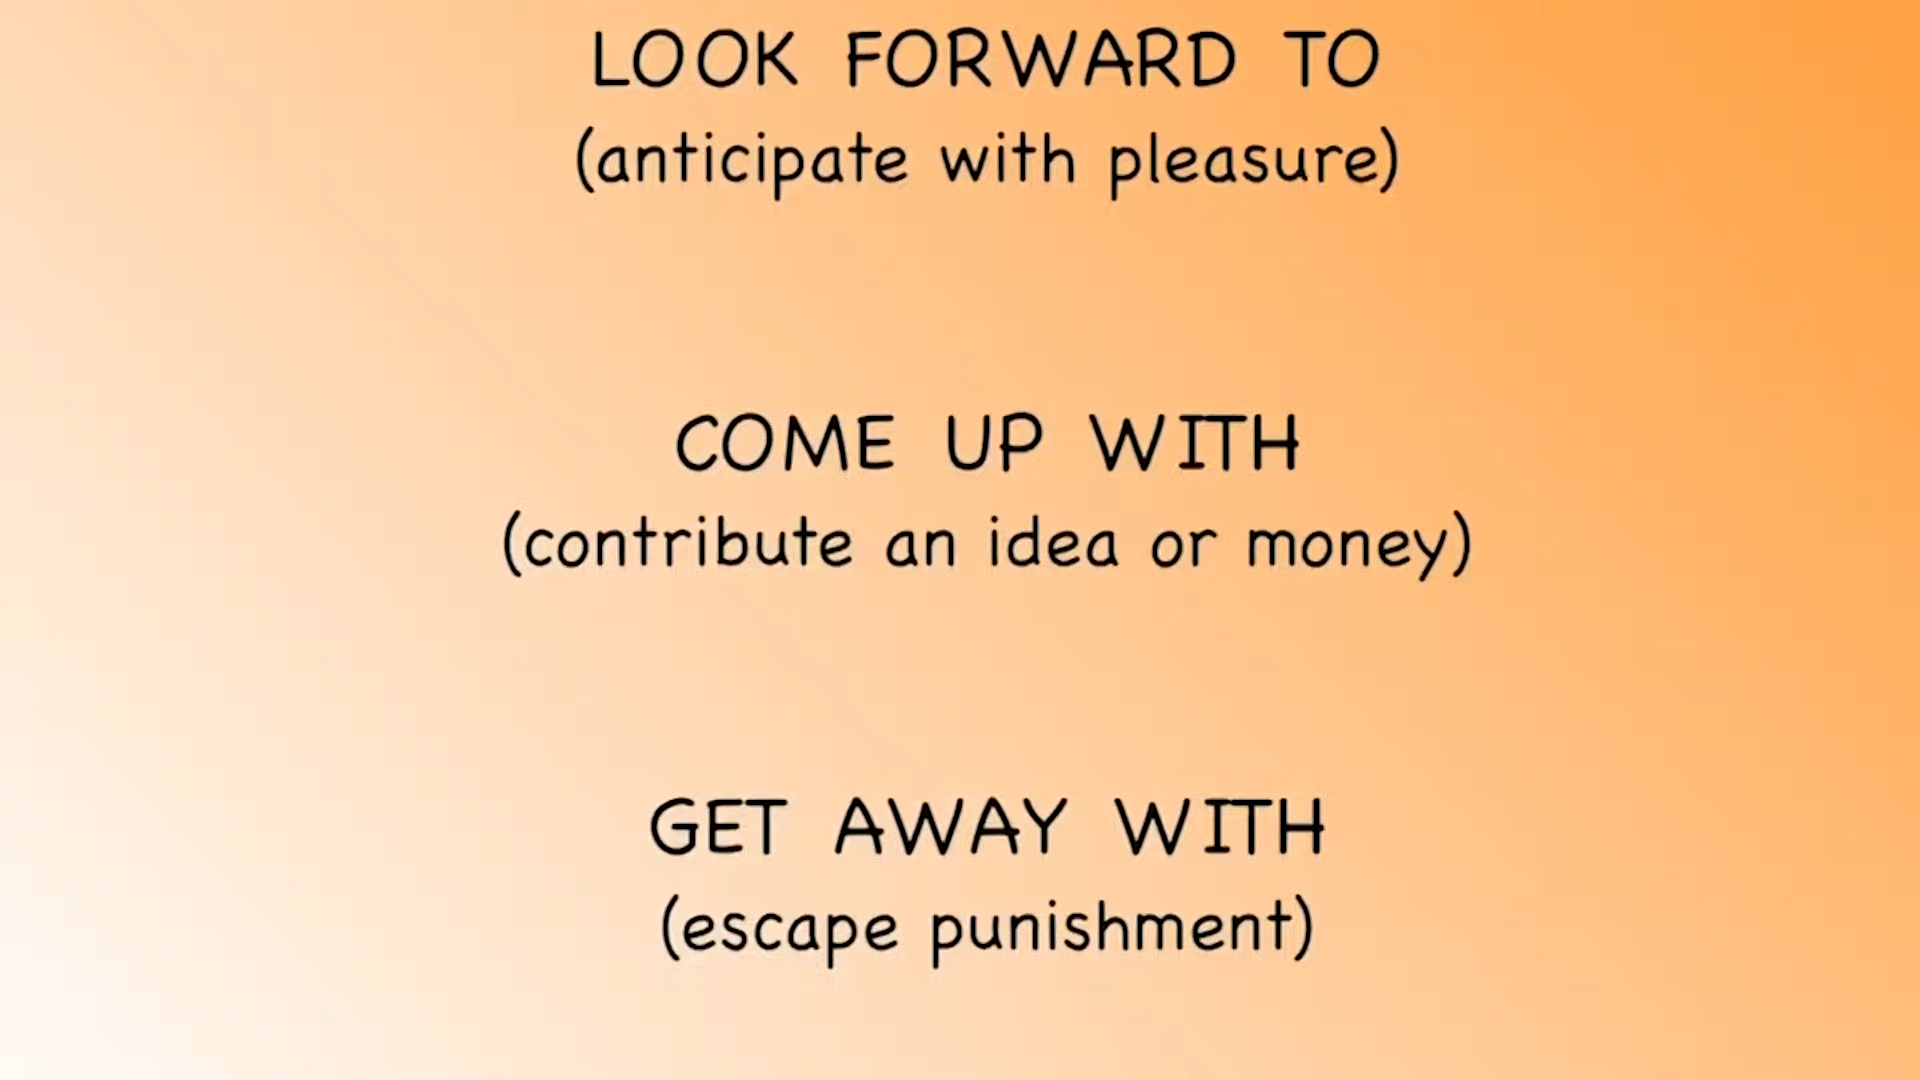 LOOK FORWARD TO
(anticipate with pleasure)
COME UP WITH
(contribute an idea or money)
GET AWAY WITH
(escape punishment)